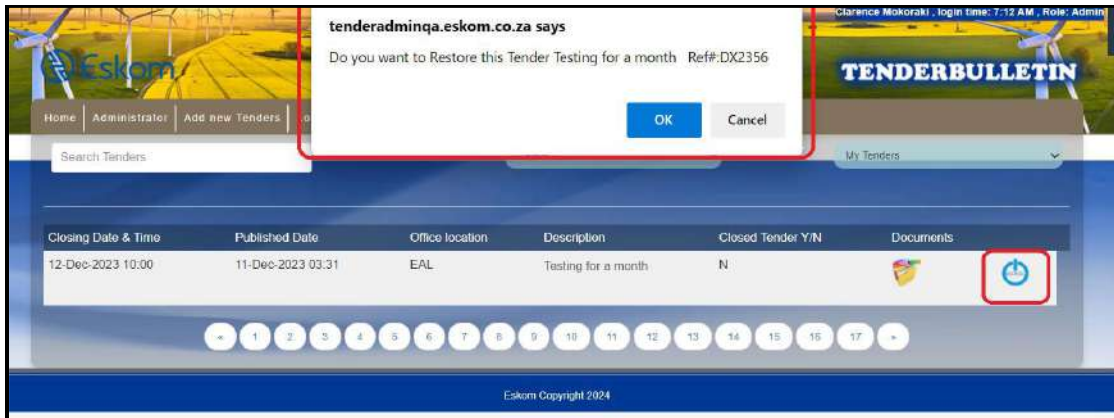 tenderadminqa.eskom.co.za says
Clarence Mokoraki , login time: 7:12 AM , Role: Admin
Do you want to Restore this Tender Testing for a month Ref#:DX2356
Eskom
TENDERBULLETIN
OK Cancel
Home Administrator Add new Tenders
Search Tenders My Tenders
Closing Date & Time Published Date Office location Description Closed Tender Y/N Documents
12-Dec-2023 10:00 11-Dec-2023 03:31 EAL Testing for a month N
« 1 2 3 4 5 6 7 8 9 10 11 12 13 14 15 16 17 »
Eskom Copyright 2024